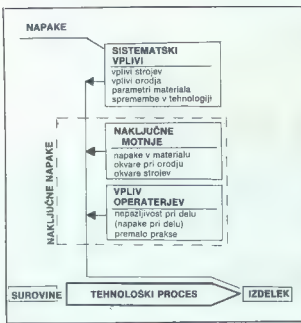 NAPAKE
SISTEMATSKI
VPLIVI
vplivi strojev
vplivi orodja
parametri materiala
spremembe v tehnologiji
NAKLJUČNE NAPAKE
NAKLJUČNE
MOTNJE
napake v materialu
okvare pri orodju
okvare strojev
VPLIV
OPERATERJEV
nepazljivost pri delu
(napake pri delu)
premalo prakse
SUROVINE
TEHNOLOŠKI PROCES
IZDELEK